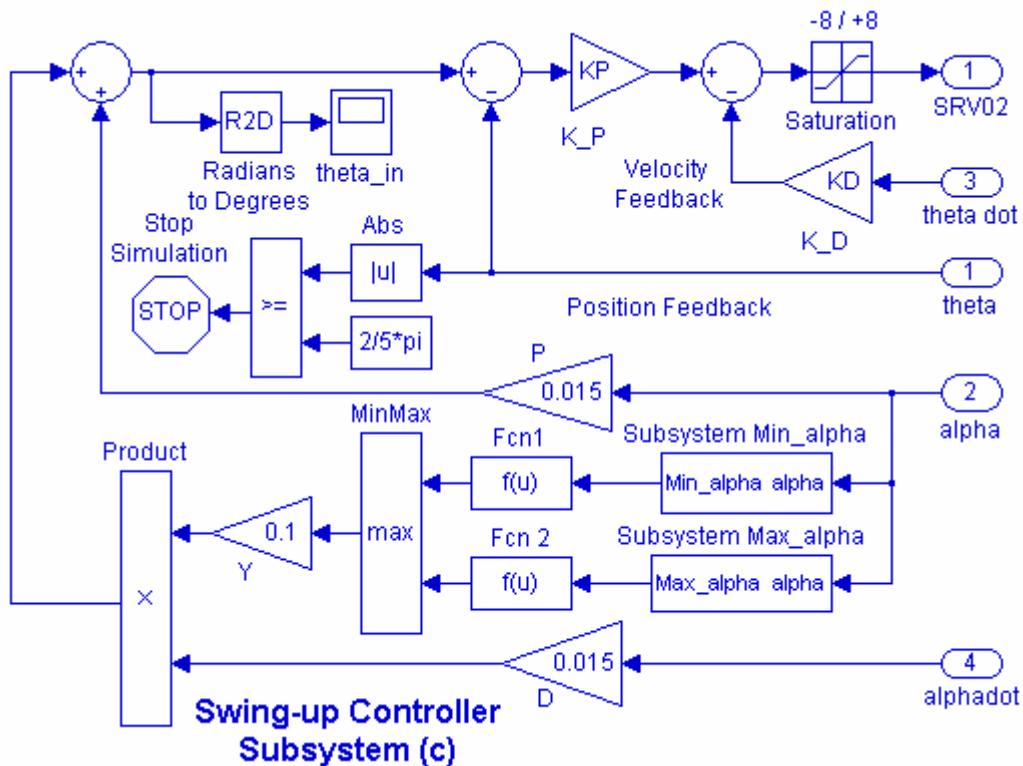 -8 / +8
+
+
+
−
KP
+
−
1
SRV02
R2D
Saturation
K_P
Radians
to Degrees
theta_in
Velocity
Feedback
KD
3
theta dot
K_D
Stop
Simulation
Abs
STOP
>=
|u|
1
theta
2/5*pi
Position Feedback
P
0.015
2
alpha
MinMax
Product
Fcn1
Subsystem Min_alpha
f(u)
Min_alpha alpha
0.1
max
Fcn 2
Subsystem Max_alpha
Y
×
f(u)
Max_alpha alpha
0.015
4
D
alphadot
Swing-up Controller
Subsystem (c)